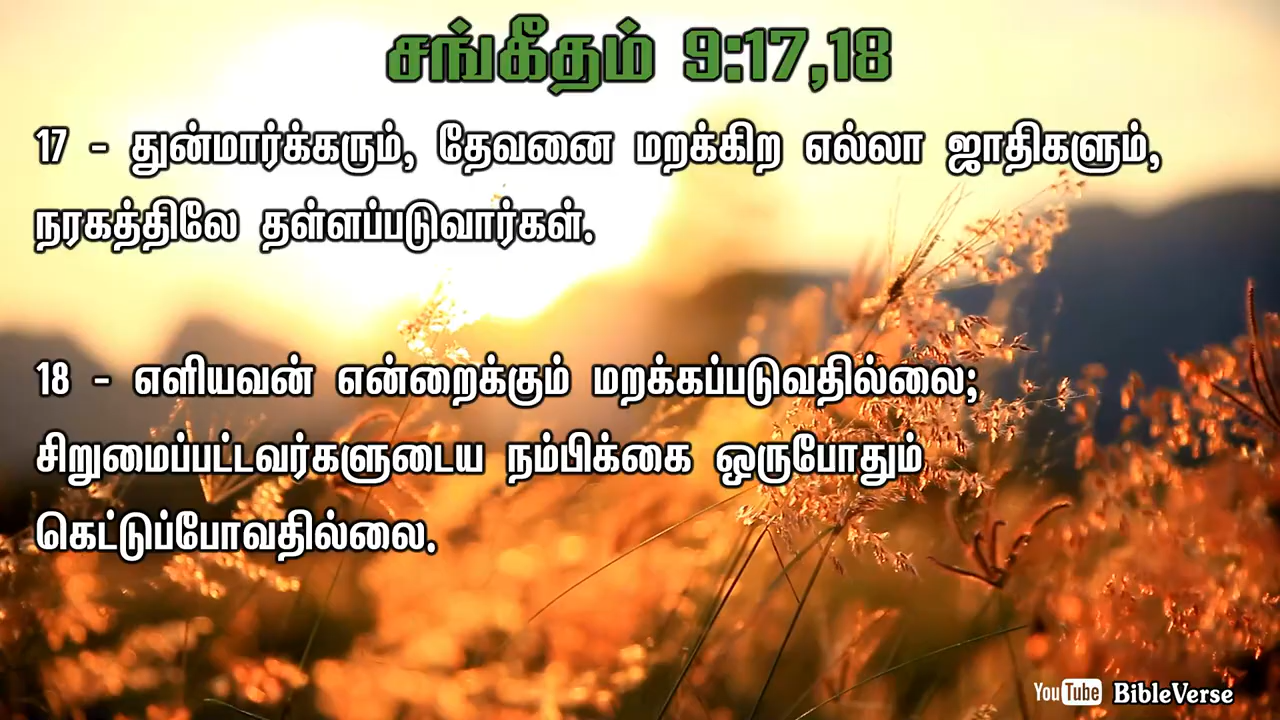 சங்கீதம் 9:17,18
17 - துன்மார்க்கரும், தேவனை மறக்கிற எல்லா ஜாதிகளும்,
நரகத்திலே தள்ளப்படுவார்கள்.
18 - எளியவன் என்றைக்கும் மறக்கப்படுவதில்லை;
சிறுமைப்பட்டவர்களுடைய நம்பிக்கை ஒருபோதும்
கெட்டுப்போவதில்லை.
YouTube BibleVerse